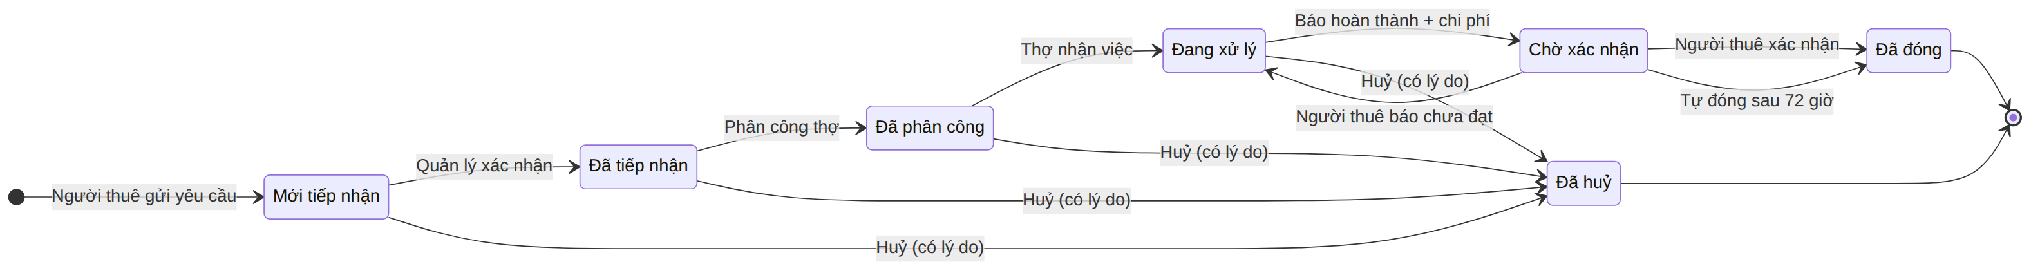 Người thuê gửi yêu cầu
Mới tiếp nhận
Quản lý xác nhận
Đã tiếp nhận
Phân công thợ
Đã phân công
Thợ nhận việc
Đang xử lý
Báo hoàn thành + chi phí
Chờ xác nhận
Người thuê xác nhận
Đã đóng
Tự đóng sau 72 giờ
Huỷ (có lý do)
Người thuê báo chưa đạt
Huỷ (có lý do)
Đã huỷ
Huỷ (có lý do)
Huỷ (có lý do)